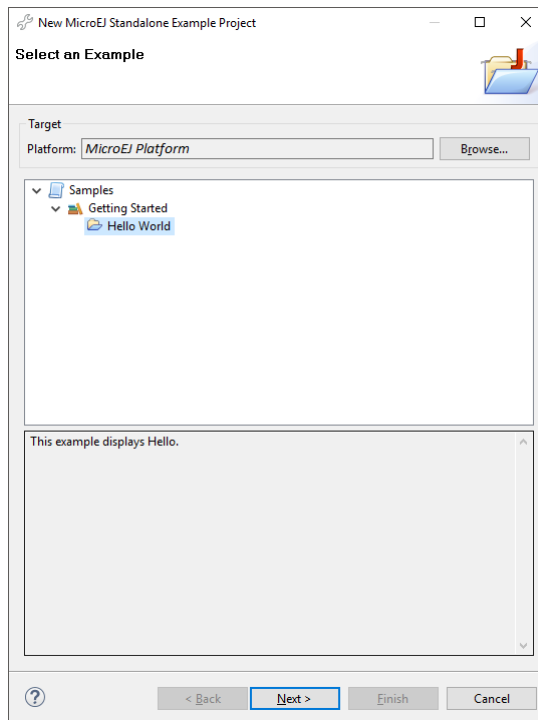 New MicroEJ Standalone Example Project
Select an Example
Target
Platform: MicroEJ Platform Browse...
Samples
Getting Started
Hello World
This example displays Hello.
? < Back Next > Finish Cancel